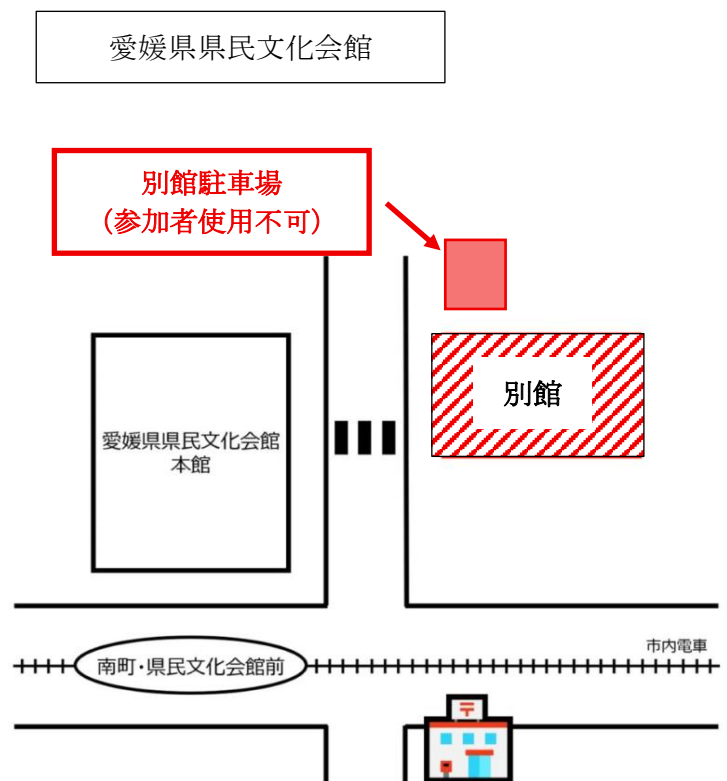 愛媛県県民文化会館
別館駐車場
(参加者使用不可)
別館
愛媛県県民文化会館
本館
市内電車
南町・県民文化会館前
〒